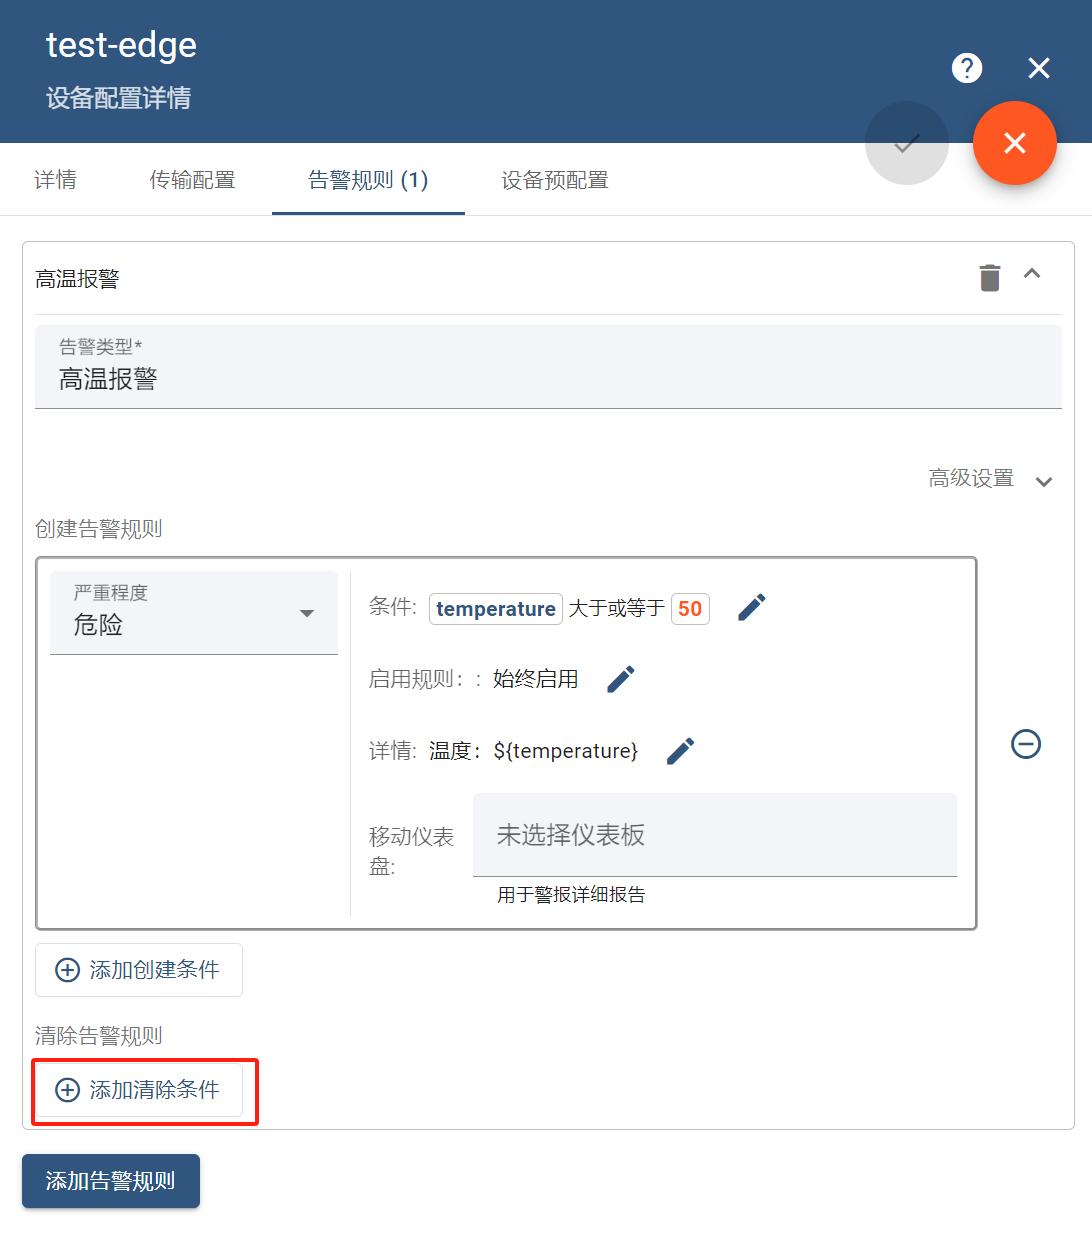 test-edge
设备配置详情
详情
传输配置
告警规则 (1)
设备预配置
高温报警
告警类型*
高温报警
高级设置
创建告警规则
严重程度
危险
条件: temperature 大于或等于 50
启用规则: : 始终启用
详情: 温度: ${temperature}
移动仪表
盘:
未选择仪表板
用于警报详细报告
添加创建条件
清除告警规则
添加清除条件
添加告警规则